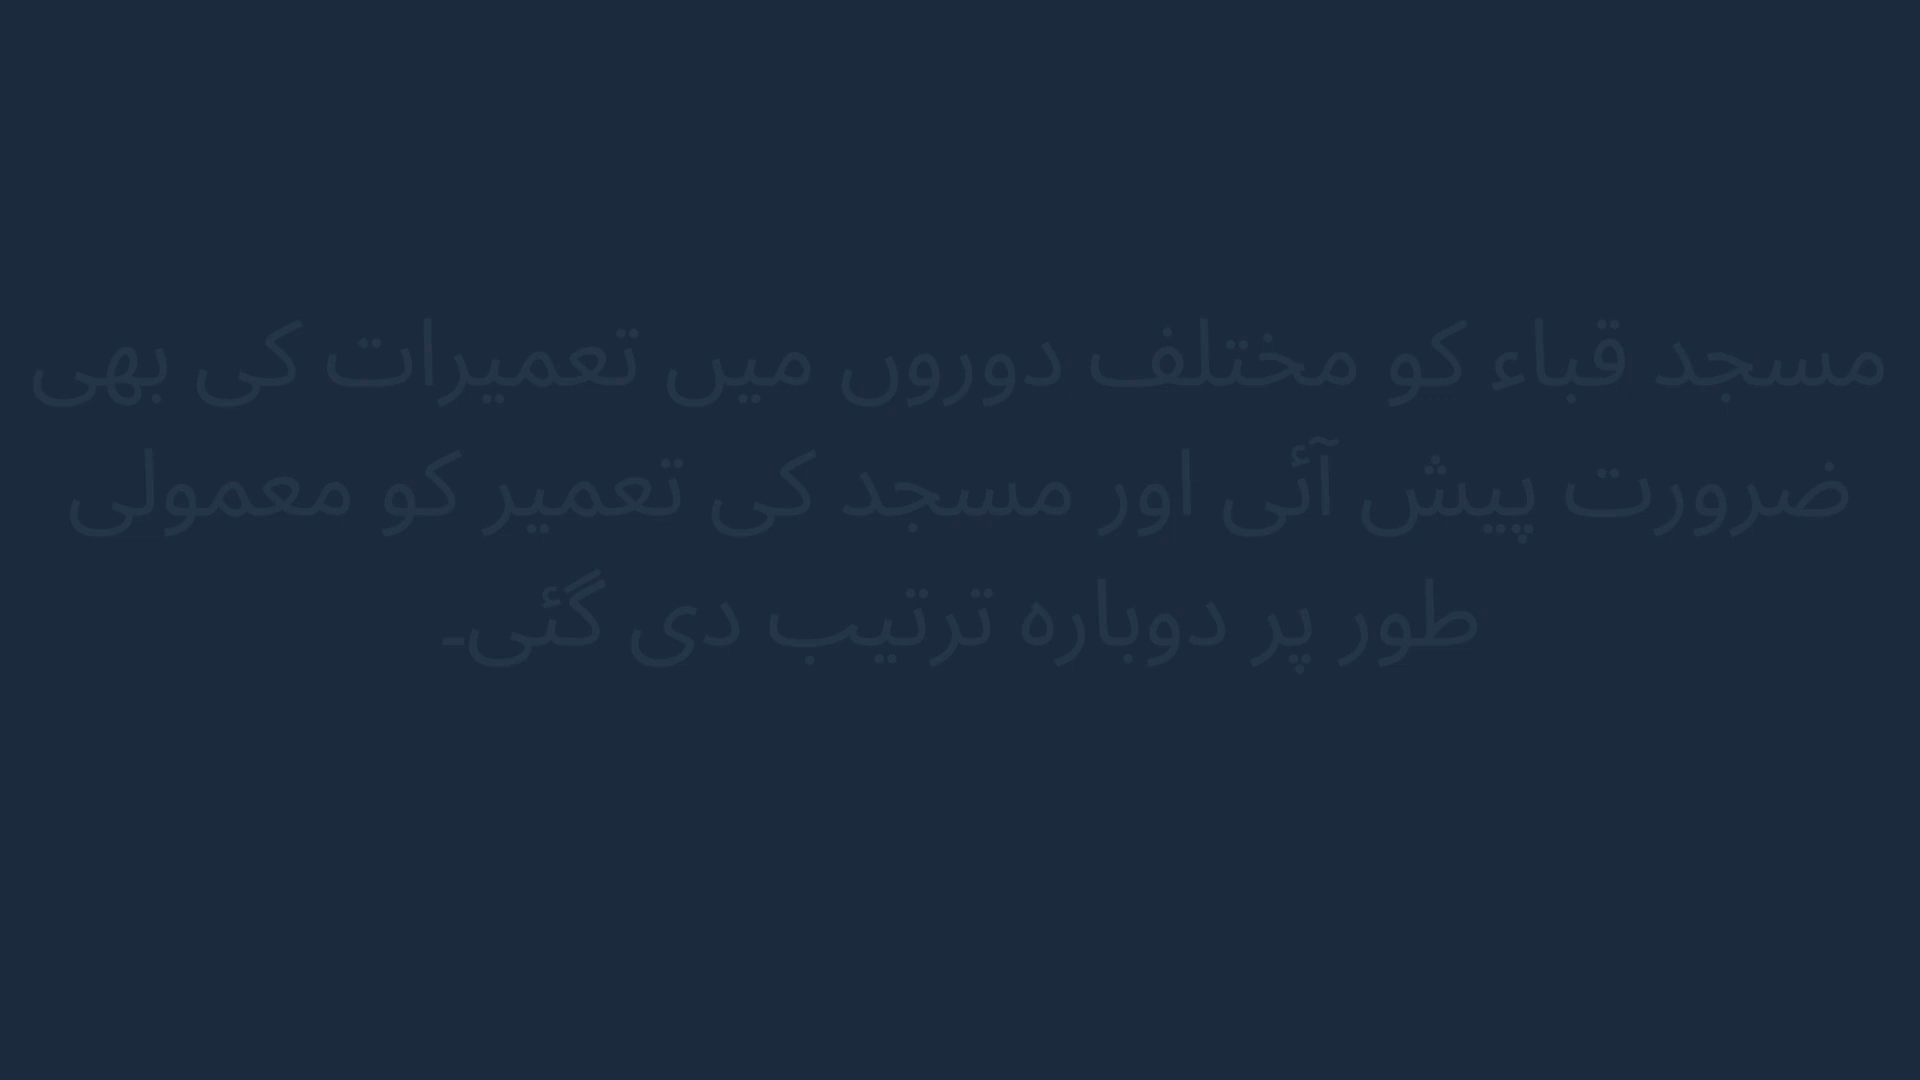 مسجد قباء کو مختلف دوروں میں تعمیرات کی بھی
ضرورت پیش آئی اور مسجد کی تعمیر کو معمولی
طور پر دوبارہ ترتیب دی گئی۔